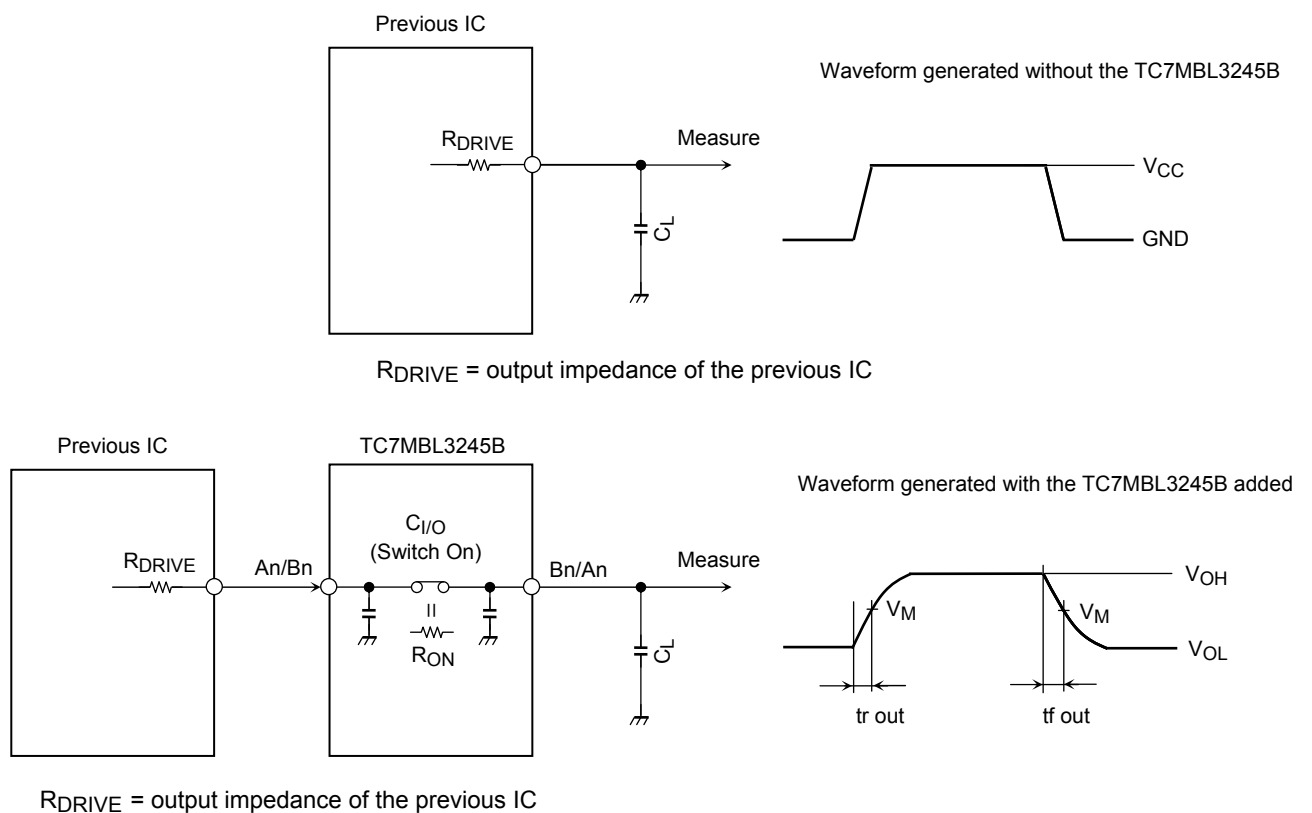 Previous IC
Waveform generated without the TC7MBL3245B
RDRIVE
Measure
CL
VCC
GND
RDRIVE = output impedance of the previous IC
Previous IC
TC7MBL3245B
Waveform generated with the TC7MBL3245B added
CI/O
(Switch On)
RDRIVE
An/Bn
Bn/An
Measure
RON
CL
VOH
VM
VM
VOL
tr out
tf out
RDRIVE = output impedance of the previous IC